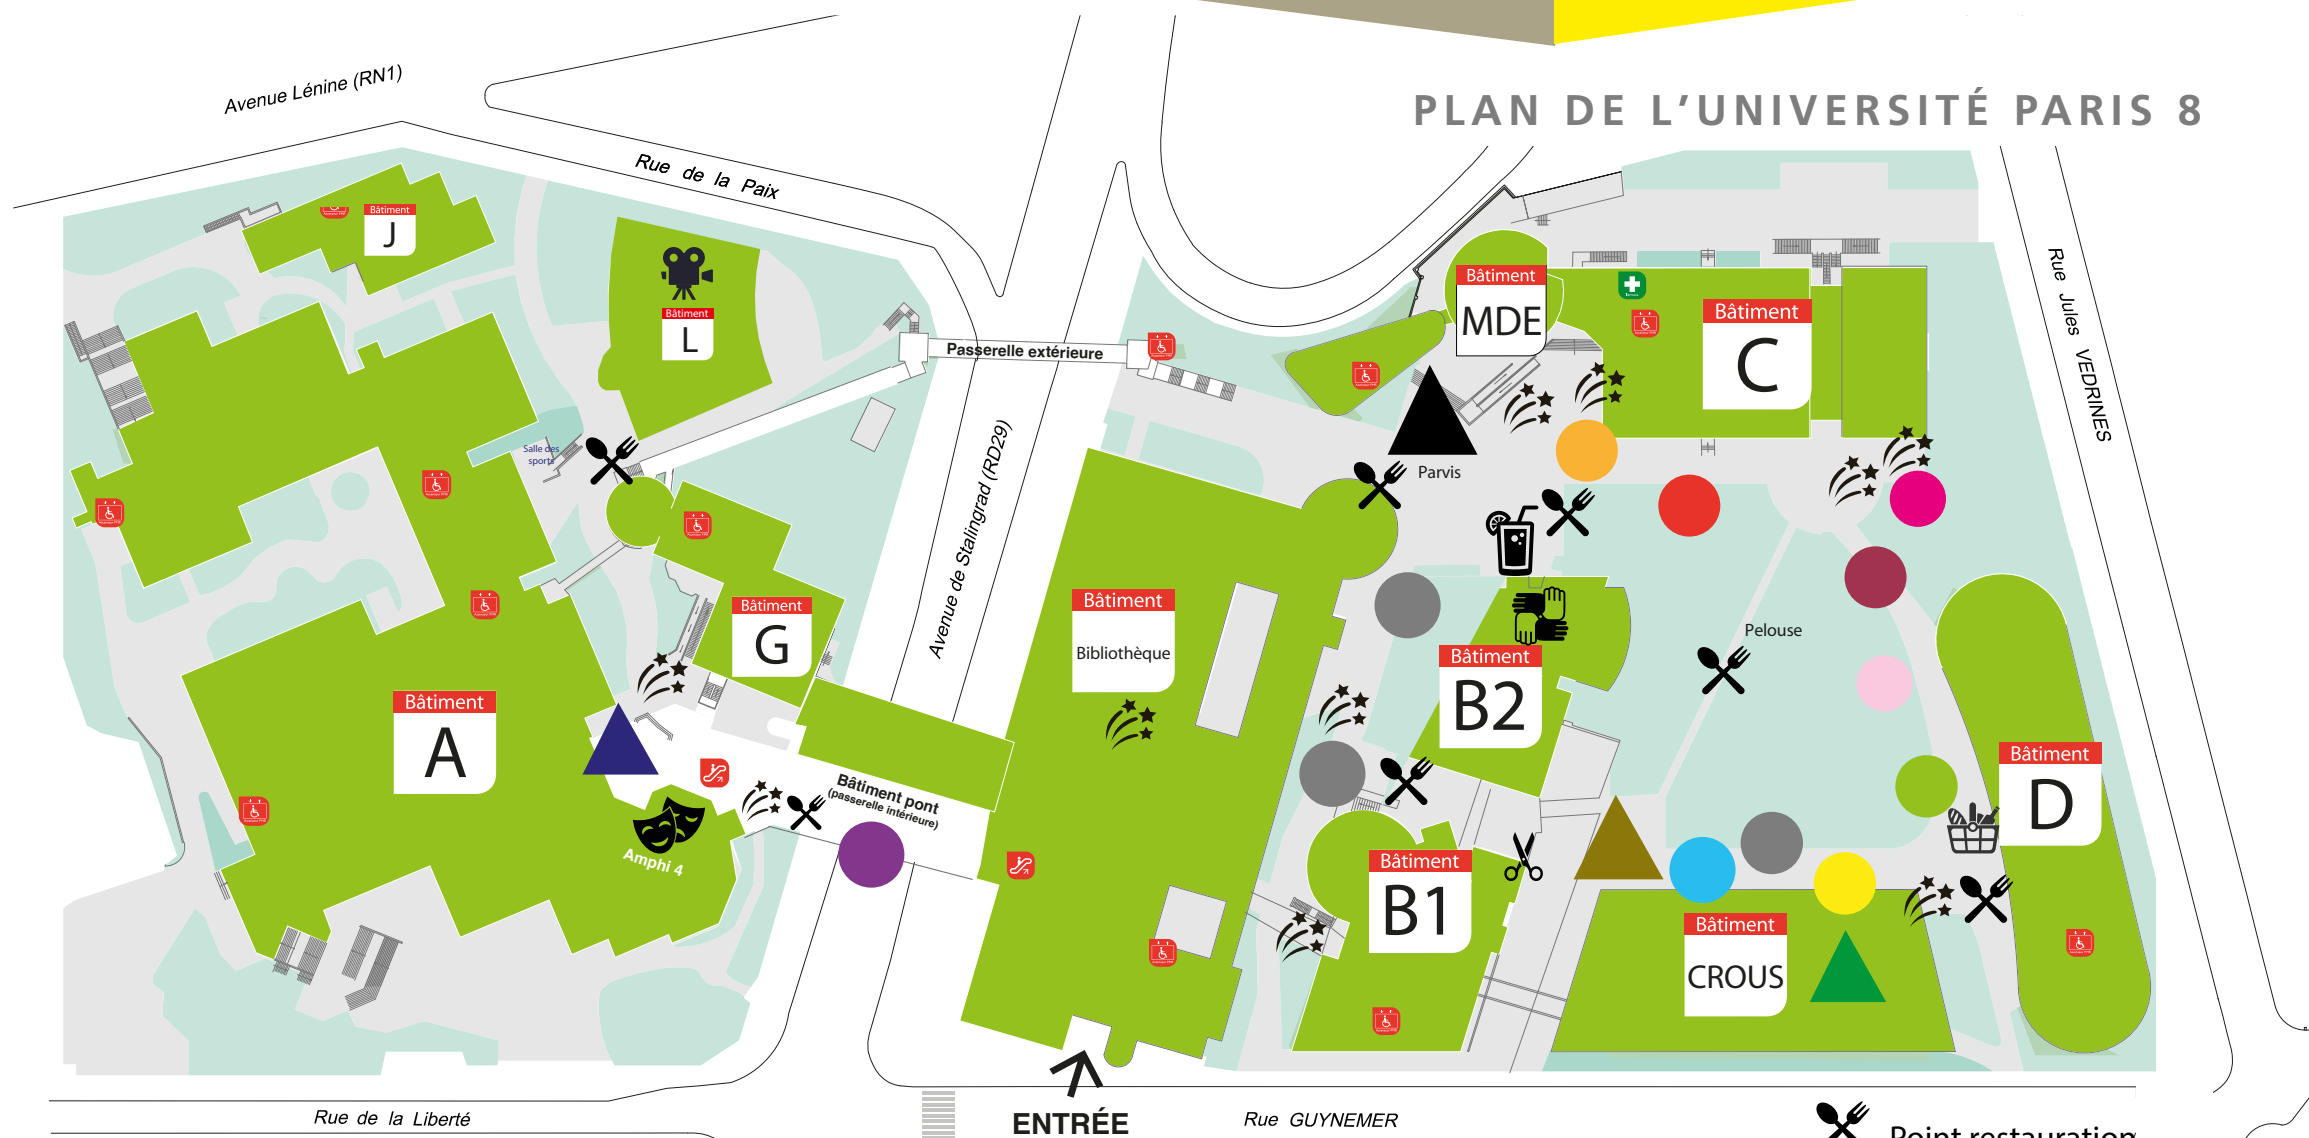 PLAN DE L'UNIVERSITÉ PARIS 8
Avenue Lénine (RN1)
Rue de la Paix
Bâtiment
J
Bâtiment
L
Passerelle extérieure
Bâtiment
MDE
Bâtiment
C
Rue Jules VEDRINES
Salle des
sports
Parvis
Avenue de Stalingrad (RD29)
Bâtiment
G
Bâtiment
Bibliothèque
Pelouse
Bâtiment
B2
Bâtiment
A
Bâtiment pont
(passerelle intérieure)
Amphi 4
Bâtiment
D
Bâtiment
B1
Bâtiment
CROUS
ENTRÉE
Rue de la Liberté
Rue GUYNEMER
Point restauration